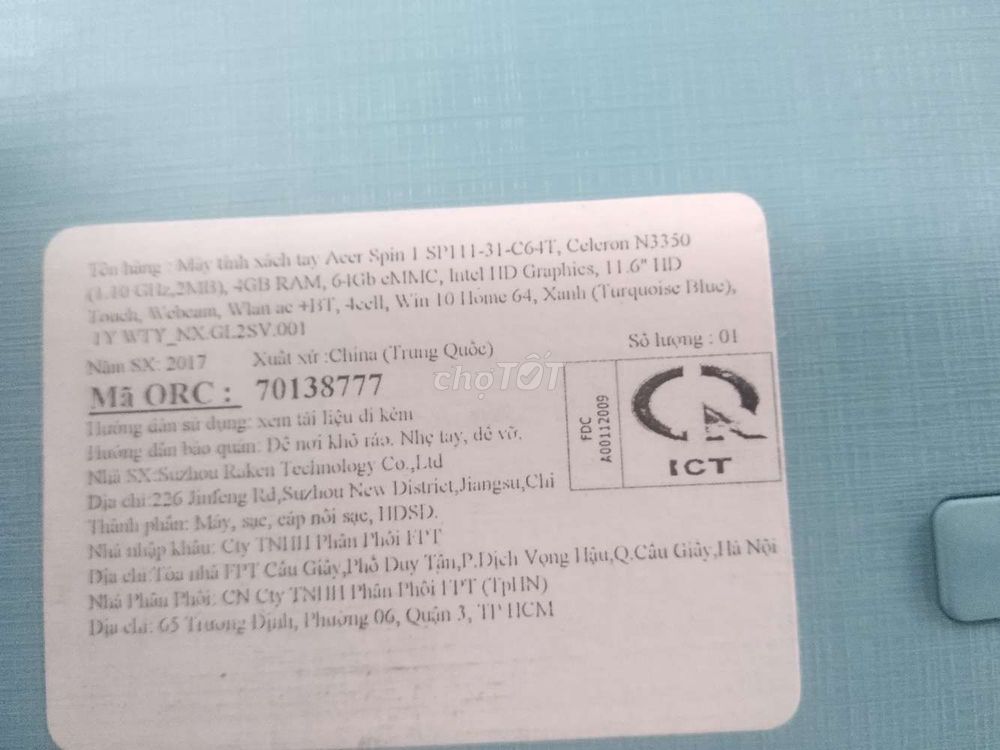 Tên hàng : Máy tính xách tay Acer Spin 1 SP111-31-C64T, Celeron N3350
(1.10 GHz,2MB), 4GB RAM, 64Gb eMMC, Intel HD Graphics, 11.6" HD
Touch, Webcam, Wlan ac +BT, 4cell, Win 10 Home 64, Xanh (Turquoise Blue),
1Y WTY_NX.GL2SV.001
Năm SX: 2017 Xuất xứ :China (Trung Quốc) Số lượng : 01
Mã ORC : 70138777
chợTỐT
Hướng dẫn sử dụng: xem tài liệu đi kèm
Hướng dẫn bảo quản: Để nơi khô ráo. Nhẹ tay, dễ vỡ.
Nhà SX:Suzhou Raken Technology Co.,Ltd
Địa chỉ:226 Jinfeng Rd,Suzhou New District,Jiangsu,Chi
Thành phần: Máy, sạc, cáp nối sạc, HDSD.
Nhà nhập khẩu: Cty TNHH Phân Phối FPT
Địa chỉ:Tòa nhà FPT Cầu Giấy,Phố Duy Tân,P.Dịch Vọng Hậu,Q.Cầu Giấy,Hà Nội
Nhà Phân Phối: CN Cty TNHH Phân Phối FPT (TpHN)
Địa chỉ: 65 Trương Định, Phường 06, Quận 3, TP HCM
FDC
A00112009
ICT